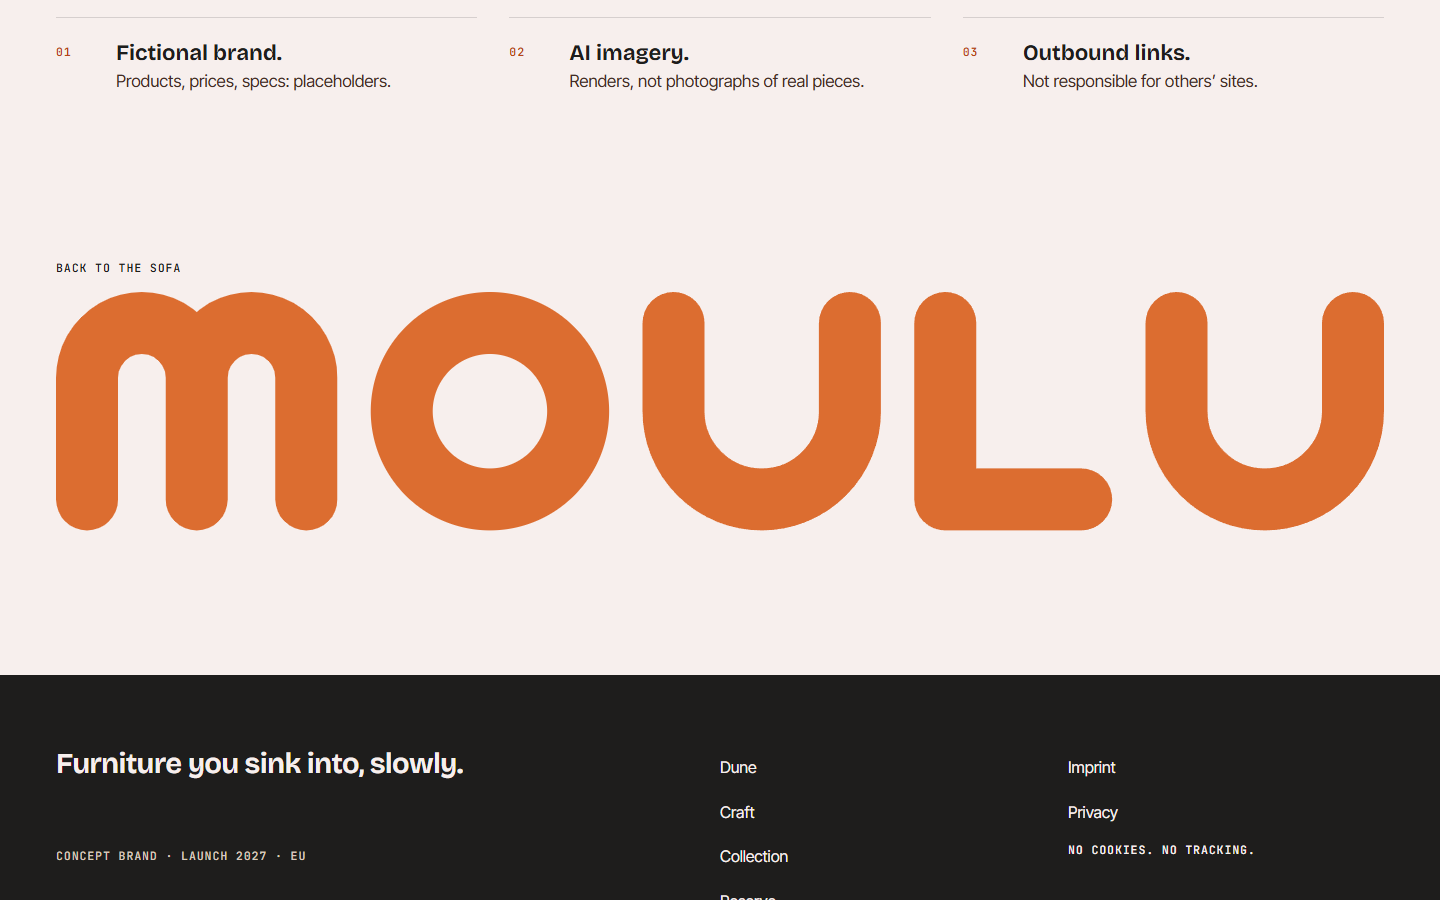 01
Fictional brand.
Products, prices, specs: placeholders.
02
AI imagery.
Renders, not photographs of real pieces.
03
Outbound links.
Not responsible for others’ sites.
BACK TO THE SOFA
MOULU
Furniture you sink into, slowly.
CONCEPT BRAND · LAUNCH 2027 · EU
Dune
Craft
Collection
Imprint
Privacy
NO COOKIES. NO TRACKING.